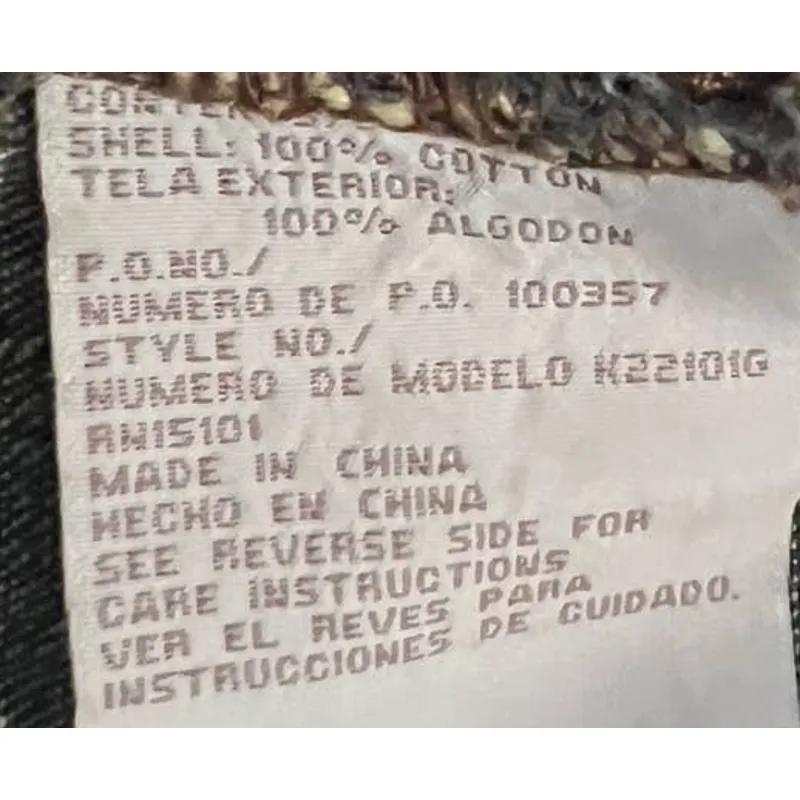 SHELL: 100% COTTON
TELA EXTERIOR:
100% ALGODON
P.O.NO./
NUMERO DE P.O. 100357
STYLE NO./
NUMERO DE MODELO K22101G
RN15101
MADE IN CHINA
HECHO EN CHINA
SEE REVERSE SIDE FOR
CARE INSTRUCTIONS
VER EL REVES PARA
INSTRUCCIONES DE CUIDADO.